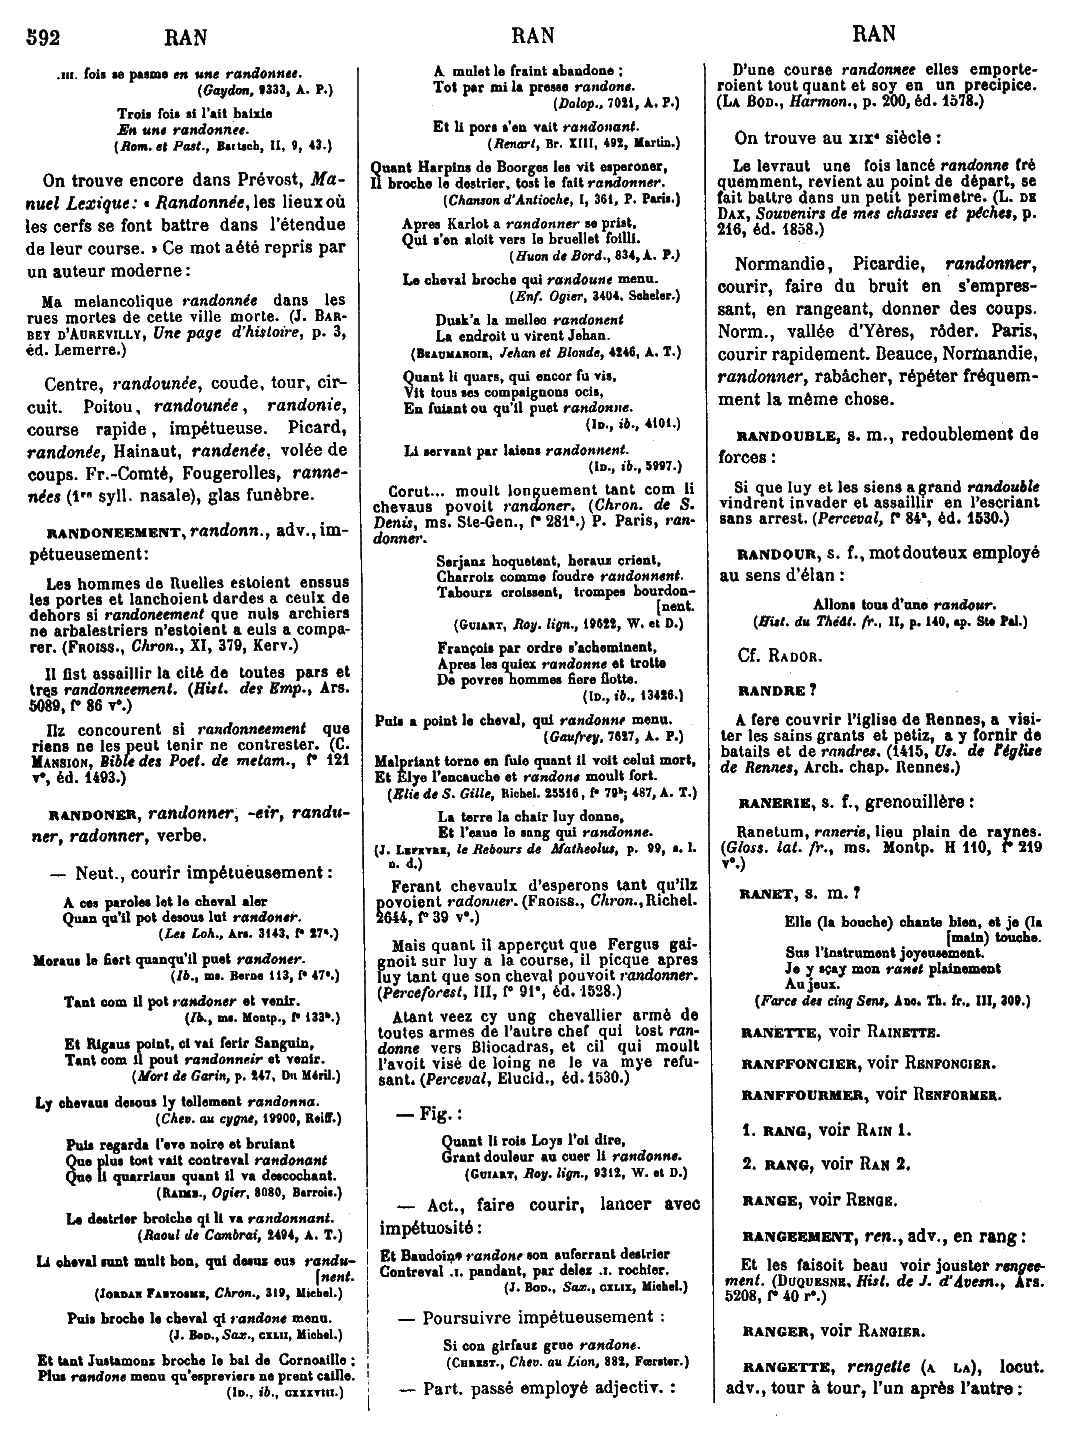 592 RAN
RAN
RAN
.III. fois se pasme en une randonnee.
(Gaydon, 9333, A. P.)
Trois fois si l'ait baisie
En une randonnee.
(Rom. et Past., Bartsch, II, 9, 43.)
On trouve encore dans Prévost, Ma-
nuel Lexique: « Randonnée, les lieux où
les cerfs se font battre dans l'étendue
de leur course. » Ce mot a été repris par
un auteur moderne :
Ma melancolique randonnée dans les
rues mortes de cette ville morte. (J. BAR-
BEY D'AUREVILLY, Une page d'histoire, p. 3,
éd. Lemerre.)
Centre, randounée, coude, tour, cir-
cuit. Poitou, randounée, randonie,
course rapide, impétueuse. Picard,
randonée, Hainaut, randenée, volée de
coups. Fr.-Comté, Fougerolles, ranne-
nées (1re syll. nasale), glas funèbre.
RANDONEEMENT, randonn., adv., im-
pétueusement:
Les hommes de Ruelles estoient enssus
les portes et lanchoient dardes a ceulx de
dehors si randoneement que nuls archiers
ne arbalestriers n'estoient a euls a compa-
rer. (FROISS., Chron., XI, 379, Kerv.)
Il fist assaillir la cité de toutes pars et
tres randonneement. (Hist. des Emp., Ars.
5089, f° 86 v°.)
Ilz concourent si randonneement que
riens ne les peut tenir ne contrester. (C.
MANSION, Bible des Poet. de metam., f° 121
v°, éd. 1493.)
RANDONER, randonner, -eir, randu-
ner, radonner, verbe.
— Neut., courir impétueusement :
A ces paroles let le cheval aler
Quan qu'il pot desous lui randoner.
(Les Loh., Ars. 3143, f° 27a.)
Moraus le fiert quanqu'il puet randoner.
(Ib., ms. Berne 113, f° 47a.)
Tant com il pot randoner et venir.
(Ib., ms. Montp., f° 133b.)
Et Rigaus point, ci vai ferir Sanguin,
Tant com il pout randonneir et venir.
(Mort de Garin, p. 247, Du Méril.)
Ly chevaus desous ly tellement randonna.
(Chev. au cygne, 19900, Reiff.)
Puis regarda l'eve noire et bruiant
Que plus tost vait contreval randonant
Que li quarriaus quant il va descochant.
(RAIMB., Ogier, 8080, Barrois.)
Le destrier broiche qi li va randonnant.
(Raoul de Cambrai, 2494, A. T.)
Li cheval sunt mult bon, qui desuz eus randu-
[nent.
(JORDAN FANTOSME, Chron., 319, Michel.)
Puis broche le cheval qi randone menu.
(J. BOD., Sax., CXLII, Michel.)
Et tant Justamonz broche le bai de Cornoaille ;
Plus randone menu qu'espreviers ne prent caille.
(ID., ib., CXXXVIII.)
A mulet le fraint abandone ;
Tot par mi la presse randone.
(Dolop., 7021, A. P.)
Et li pors s'en vait randonant.
(Renart, Br. XIII, 492, Martin.)
Quant Harpins de Boorges les vit esperoner,
Il broche le destrier, tost le fait randonner.
(Chanson d'Antioche, I, 361, P. Paris.)
Apres Karlot a randonner se prist,
Qui s'en aloit vers le bruellet foilli.
(Huon de Bord., 834, A. P.)
Le cheval broche qui randoune menu.
(Enf. Ogier, 3404, Scheler.)
Dusk'a la mellee randonent
La endroit u virent Jehan.
(BEAUMANOIR, Jehan et Blonde, 4246, A. T.)
Quant li quars, qui encor fu vis,
Vit tous ses compaignons ocis,
En fuiant ou qu'il puet randonne.
(ID., ib., 4101.)
Li servant par laiens randonnent.
(ID., ib., 5997.)
Corut... moult longuement tant com li
chevaus povoit randoner. (Chron. de S.
Denis, ms. Ste-Gen., f° 281a.) P. Paris, ran-
donner.
Serjanz hoquetent, heraux crient,
Charroiz comme foudre randonnent.
Tabourz croissent, trompes bourdon-
[nent.
(GUIART, Roy. lign., 19622, W. et D.)
François par ordre s'acheminent,
Apres les quiex randonne et trotte
De povres hommes fiere flotte.
(ID., ib., 13426.)
Puis a point le cheval, qui randonne menu.
(Gaufrey, 7627, A. P.)
Malpriant torne en fuie quant il voit celui mort,
Et Elye l'encauche et randone moult fort.
(Elie de S. Gille, Richel. 25516, f° 79b; 487, A. T.)
La terre la chair luy donne,
Et l'eaue le sang qui randonne.
(J. LEFEVRE, le Rebours de Matheolus, p. 99, s. l.
n. d.)
Ferant chevaulx d'esperons tant qu'ilz
povoient radonner. (FROISS., Chron., Richel.
2644, f° 39 v°.)
Mais quant il apperçut que Fergus gai-
gnoit sur luy a la course, il picque apres
luy tant que son cheval pouvoit randonner.
(Perceforest, III, f° 91a, éd. 1528.)
Atant veez cy ung chevallier armé de
toutes armes de l'autre chef qui tost ran-
donne vers Bliocadras, et cil qui moult
l'avoit visé de loing ne le va mye refu-
sant. (Perceval, Elucid., éd. 1530.)
— Fig. :
Quant li rois Loys l'oi dire,
Grant douleur au cuer li randonne.
(GUIART, Roy. lign., 9312, W. et D.)
— Act., faire courir, lancer avec
impétuosité :
Et Baudoins randone son auferrant destrier
Contreval .I. pandant, par delez .I. rochier.
(J. BOD., Sax., CXLIX, Michel.)
— Poursuivre impétueusement :
Si con girfauz grue randone.
(CHREST., Chev. au Lion, 882, Fœrster.)
— Part. passé employé adjectiv. :
D'une course randonnee elles emporte-
roient tout quant et soy en un precipice.
(LA BOD., Harmon., p. 200, éd. 1578.)
On trouve au XIXe siècle :
Le levraut une fois lancé randonne fré
quemment, revient au point de départ, se
fait battre dans un petit perimetre. (L. DE
DAX, Souvenirs de mes chasses et pêches, p.
216, éd. 1858.)
Normandie, Picardie, randonner,
courir, faire du bruit en s'empres-
sant, en rangeant, donner des coups.
Norm., vallée d'Yères, rôder. Paris,
courir rapidement. Beauce, Normandie,
randonner, rabâcher, répéter fréquem-
ment la même chose.
RANDOUBLE, s. m., redoublement de
forces :
Si que luy et les siens a grand randouble
vindrent invader et assaillir en l'escriant
sans arrest. (Perceval, f° 84a, éd. 1530.)
RANDOUR, s. f., mot douteux employé
au sens d'élan :
Allons tous d'une randour.
(Hist. du Théât. fr., II, p. 140, ap. Ste Pal.)
Cf. RADOR.
RANDRE ?
A fere couvrir l'iglise de Rennes, a visi-
ter les sains grants et petiz, a y fornir de
batails et de randres. (1415, Us. de l'église
de Rennes, Arch. chap. Rennes.)
RANERIE, s. f., grenouillère :
Ranetum, ranerie, lieu plain de raynes.
(Gloss. lat. fr., ms. Montp. H 110, f° 219
v°.)
RANET, s. m. ?
Elle (la bouche) chante bien, et je (la
[main) touche.
Sus l'instrument joyeusement.
Je y sçay mon ranet plainement
Au jeux.
(Farce des cinq Sens, Anc. Th. fr., III, 309.)
RANETTE, voir RAINETTE.
RANFFONCIER, voir RENFONCIER.
RANFFOURMER, voir RENFORMER.
1. RANG, voir RAIN 1.
2. RANG, voir RAN 2.
RANGE, voir RENGE.
RANGEEMENT, ren., adv., en rang :
Et les faisoit beau voir jouster rengee-
ment. (DUQUESNE, Hist. de J. d'Avesn., Ars.
5208, f° 40 r°.)
RANGER, voir RANGIER.
RANGETTE, rengette (A LA), locut.
adv., tour à tour, l'un après l'autre :